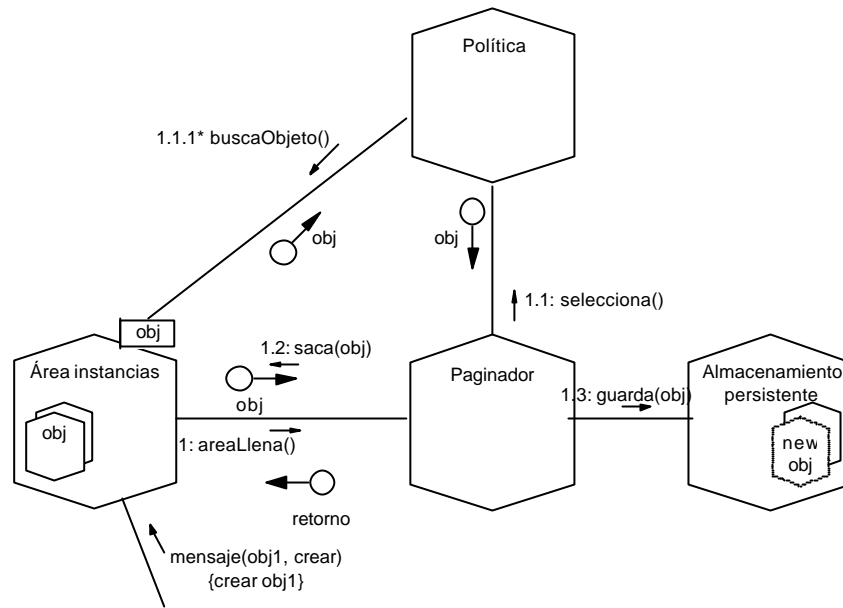 Política
1.1.1* buscaObjeto()
obj
obj
1.1: selecciona()
obj
1.2: saca(obj)
Área instancias
Paginador
Almacenamiento
persistente
1.3: guarda(obj)
obj
obj
1: areaLlena()
new
obj
retorno
mensaje(obj1, crear)
{crear obj1}